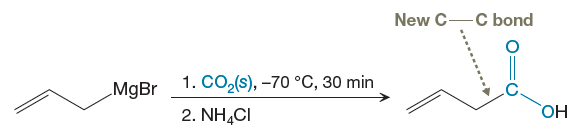 New C—C bond
O
MgBr
1. CO₂(s), –70 °C, 30 min
2. NH₄Cl
C
OH